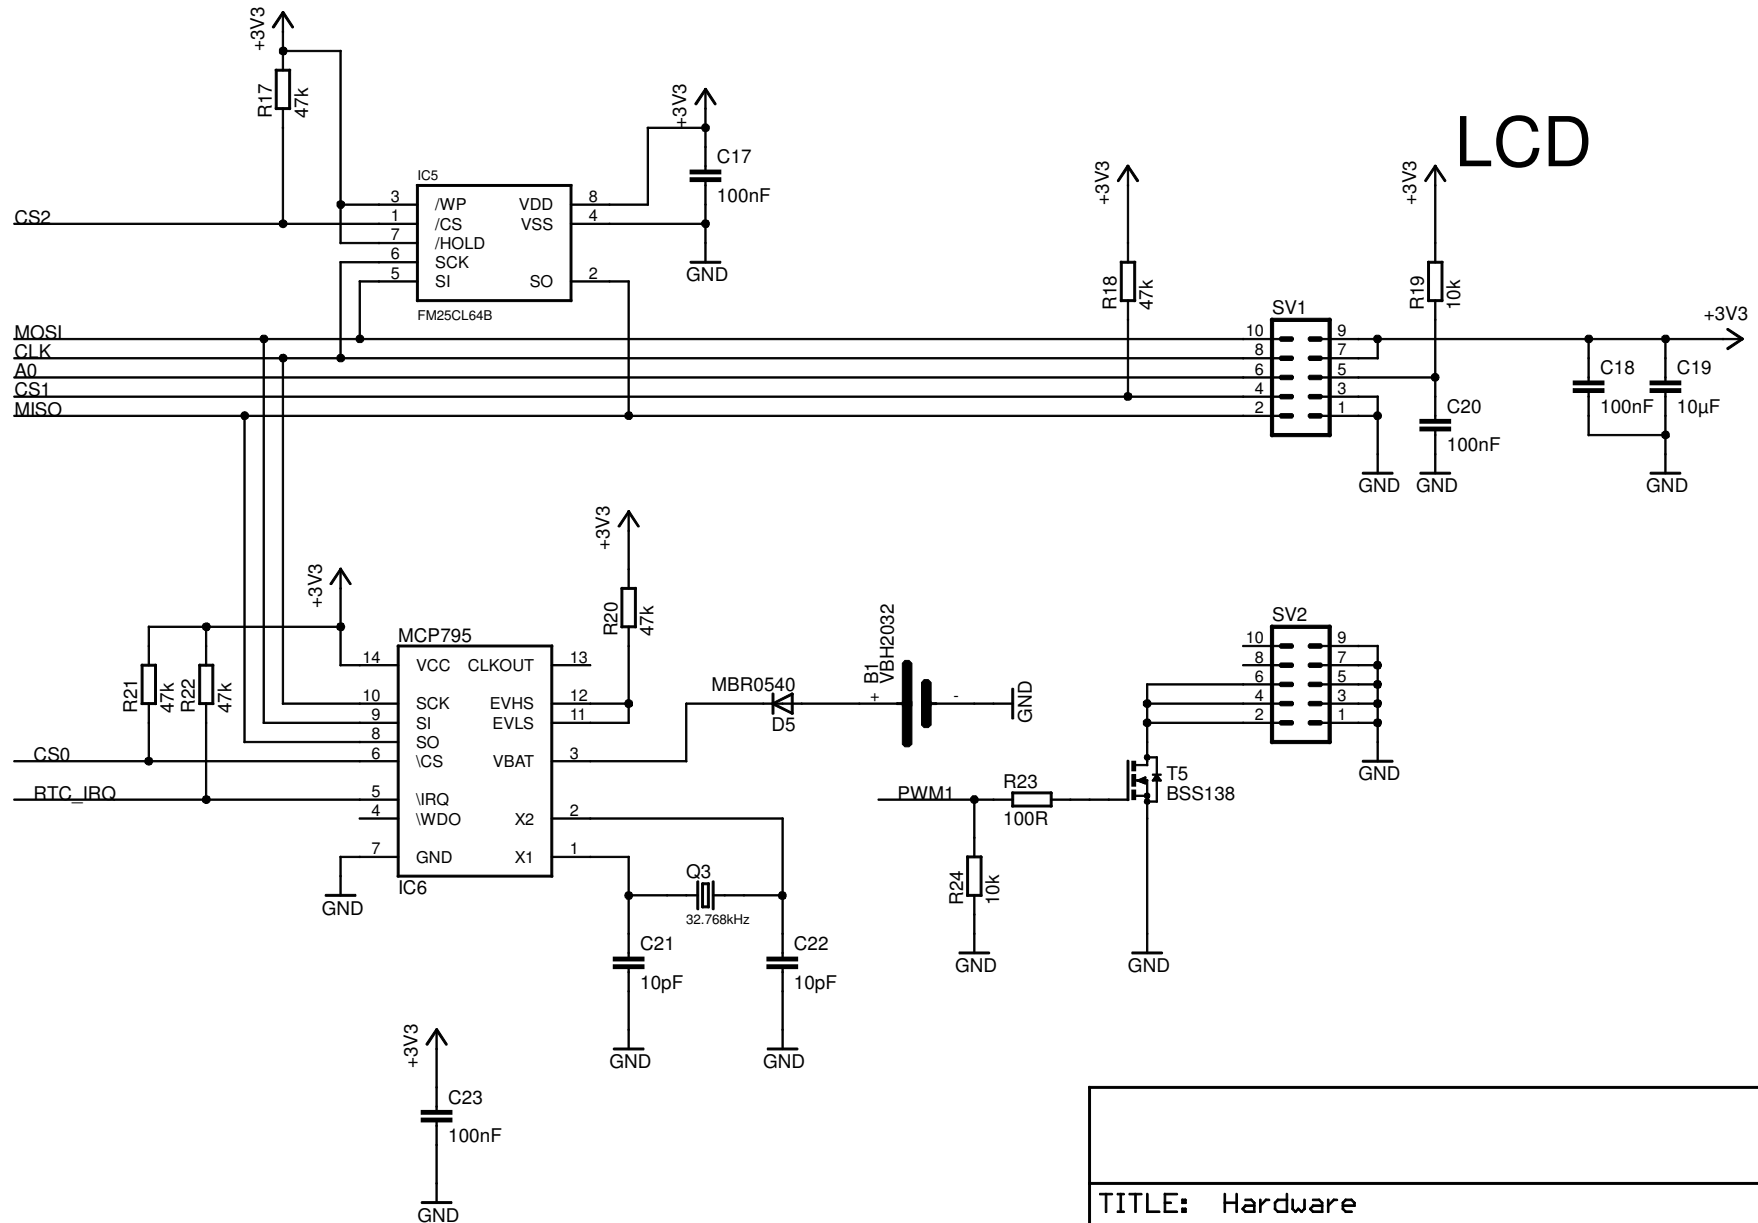 +3V3
R17
47k
CS2
IC5
3
1
7
6
5
/WP
/CS
/HOLD
SCK
SI
VDD
VSS
SO
8
4
2
FM25CL64B
+3V3
C17
100nF
GND
LCD
+3V3
R18
47k
+3V3
R19
10k
MOSI
CLK
A0
CS1
MISO
SV1
10
8
6
4
2
9
7
5
3
1
+3V3
C18
100nF
C19
10µF
C20
100nF
GND
GND
GND
+3V3
R20
47k
+3V3
R21
47k
R22
47k
CS0
RTC_IRQ
MCP795
14
10
9
8
6
5
4
7
VCC
SCK
SI
SO
\CS
\IRQ
\WDO
GND
CLKOUT
EVHS
EVLS
VBAT
X2
X1
13
12
11
3
2
1
IC6
GND
MBR0540
D5
B1
VBH2032
+
-
GND
SV2
10
8
6
4
2
9
7
5
3
1
GND
PWM1
R23
100R
T5
BSS138
R24
10k
GND
GND
Q3
32.768kHz
C21
10pF
C22
10pF
GND
GND
+3V3
C23
100nF
GND
TITLE: Hardware